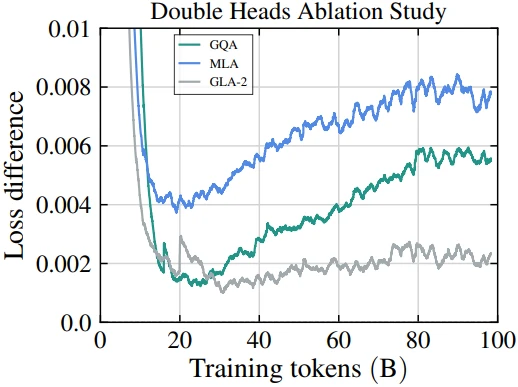 Double Heads Ablation Study
0.01
0.008
0.006
0.004
0.002
0.0
Loss difference
GQA
MLA
GLA-2
0 20 40 60 80 100
Training tokens (B)